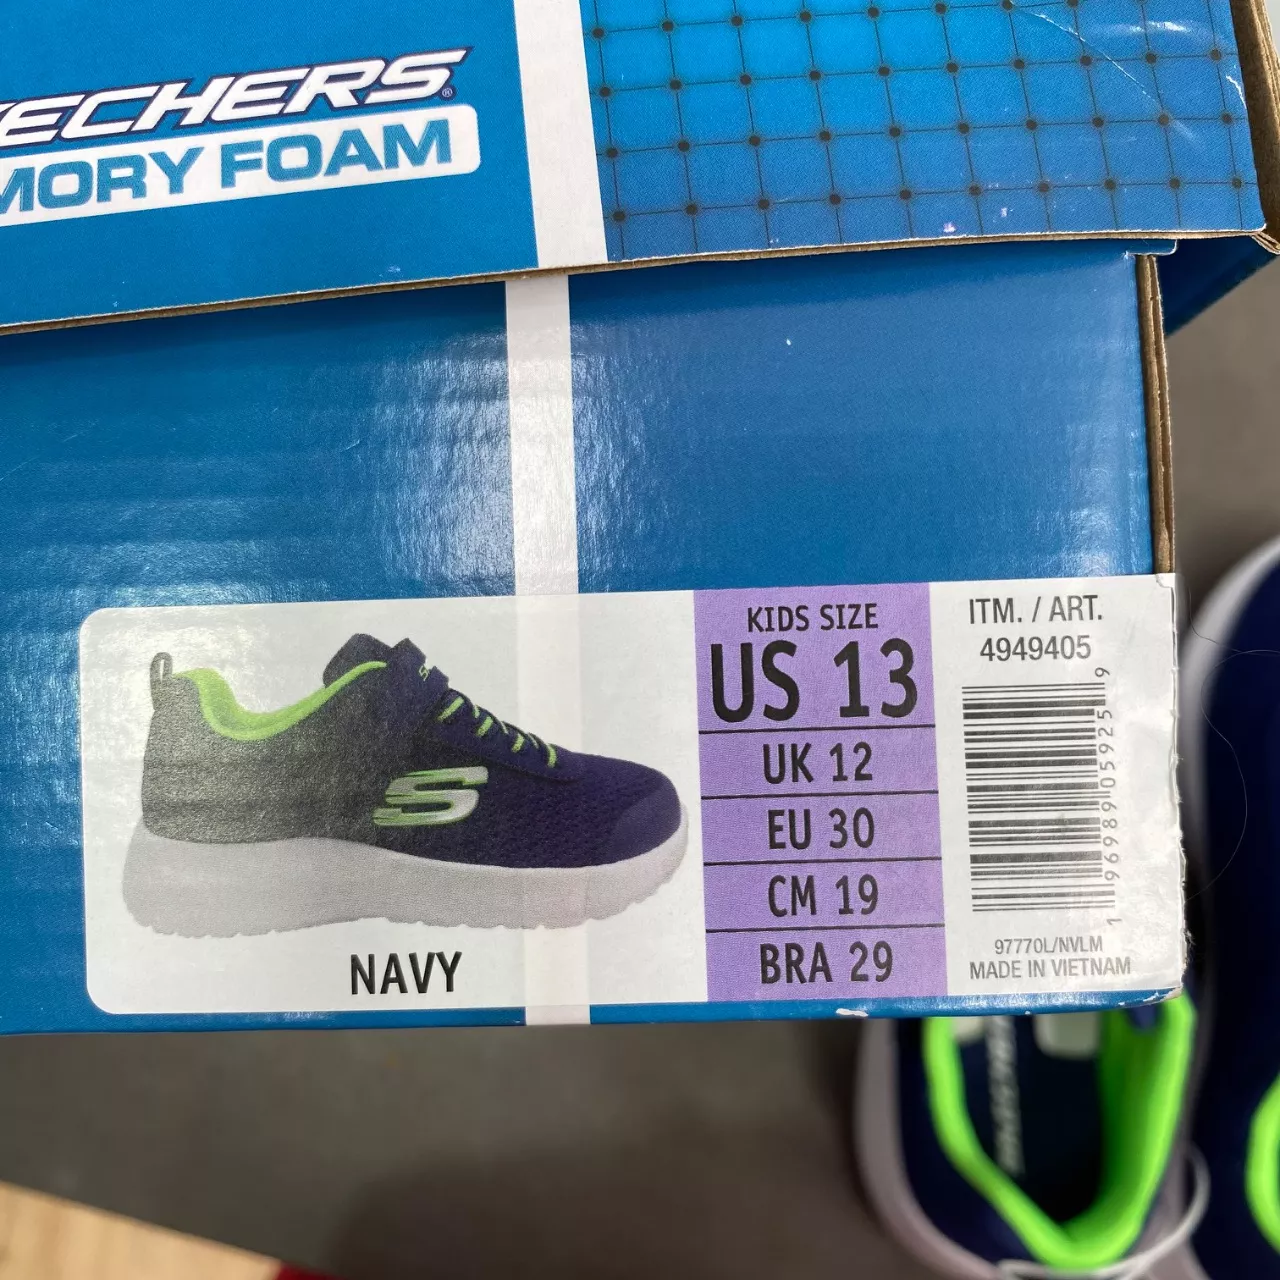 KECHERS®
MORY FOAM
NAVY
KIDS SIZE
US 13
UK 12
EU 30
CM 19
BRA 29
ITM. / ART.
4949405
1 96989 05925 9
97770L/NVLM
MADE IN VIETNAM